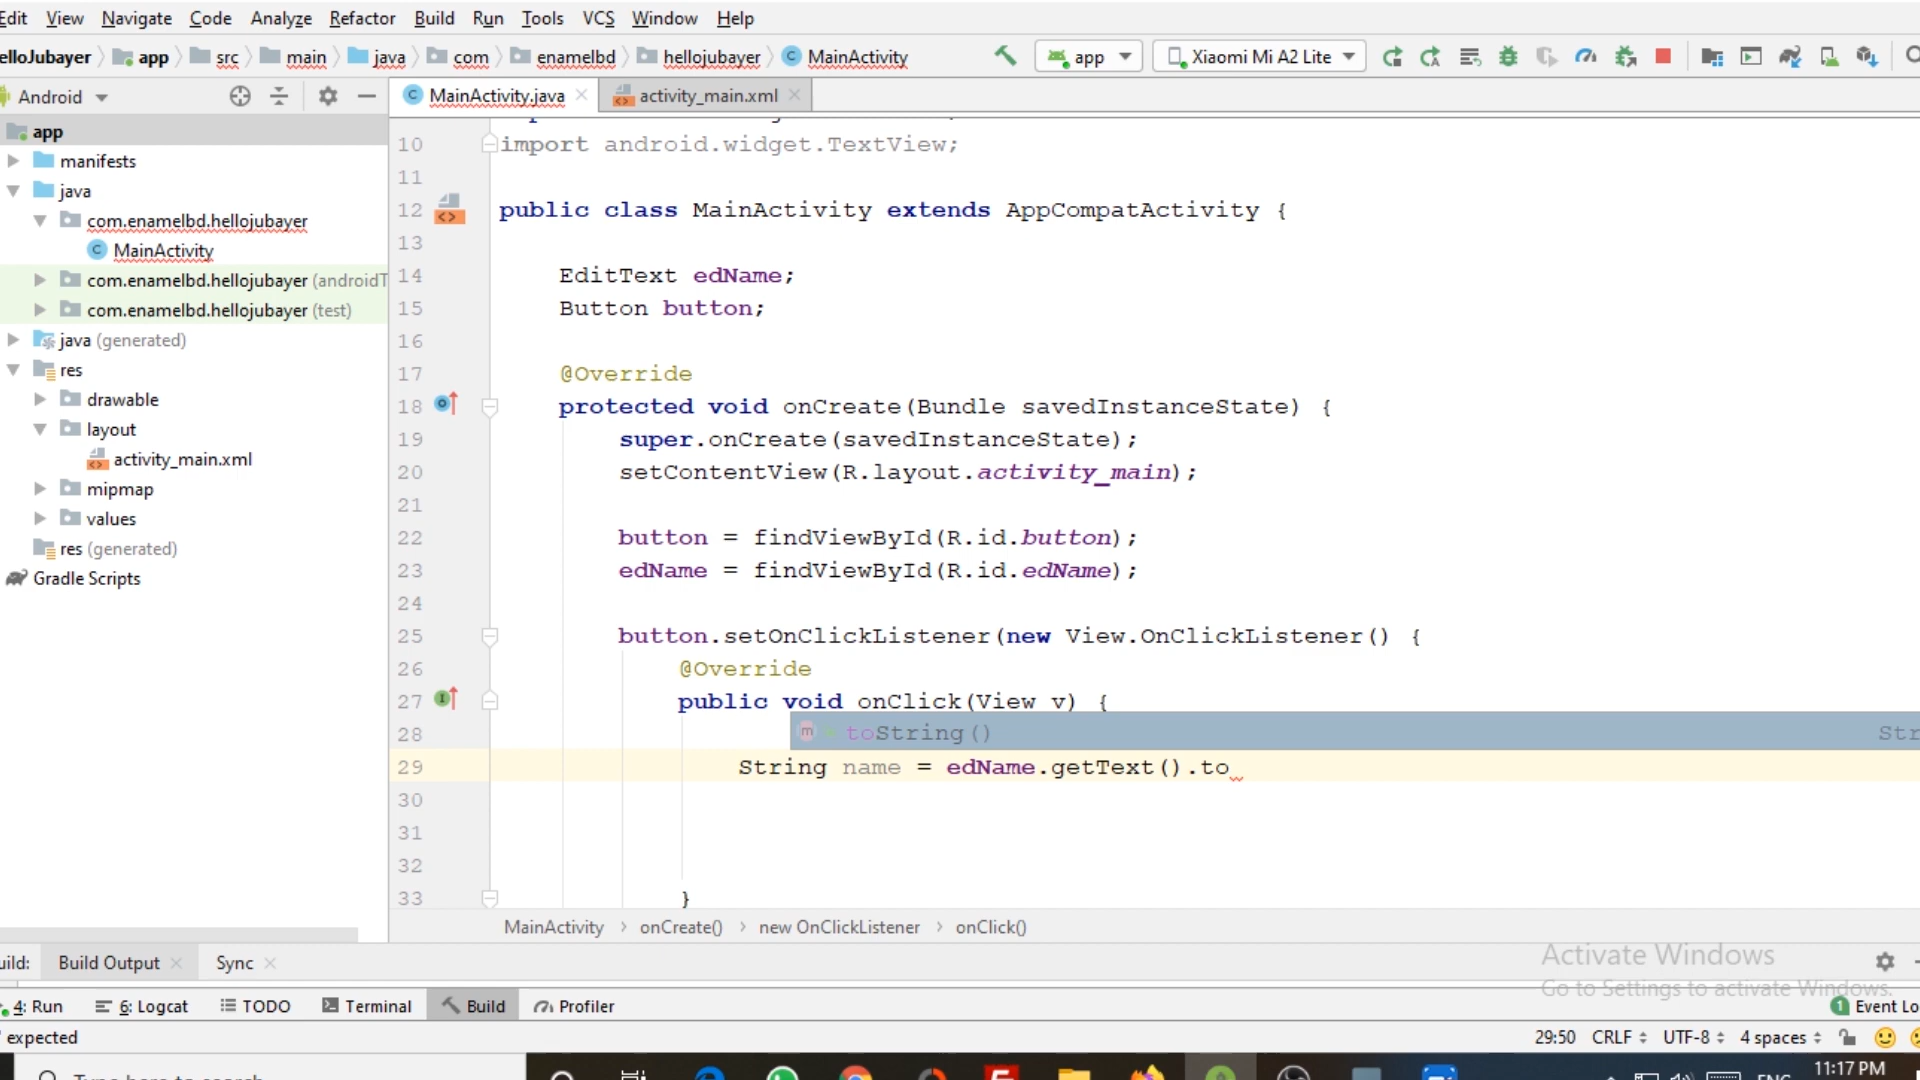 Edit View Navigate Code Analyze Refactor Build Run Tools VCS Window Help
elloJubayer app src main java com enamelbd hellojubayer MainActivity app Xiaomi Mi A2 Lite
Android MainActivity.java activity_main.xml
app
manifests
java
com.enamelbd.hellojubayer
MainActivity
com.enamelbd.hellojubayer (androidT
com.enamelbd.hellojubayer (test)
java (generated)
res
drawable
layout
activity_main.xml
mipmap
values
res (generated)
Gradle Scripts
10 import android.widget.TextView;
11
12 public class MainActivity extends AppCompatActivity {
13
14 EditText edName;
15 Button button;
16
17 @Override
18 protected void onCreate(Bundle savedInstanceState) {
19 super.onCreate(savedInstanceState);
20 setContentView(R.layout.activity_main);
21
22 button = findViewById(R.id.button);
23 edName = findViewById(R.id.edName);
24
25 button.setOnClickListener(new View.OnClickListener() {
26 @Override
27 public void onClick(View v) {
28 toString() Str
29 String name = edName.getText().to
30
31
32
33 }
MainActivity onCreate() new OnClickListener onClick()
Activate Windows
Go to Settings to activate Windows.
uild: Build Output Sync
4: Run 6: Logcat TODO Terminal Build Profiler 1 Event Lo
' expected 29:50 CRLF UTF-8 4 spaces
Type here to search ENG 11:17 PM